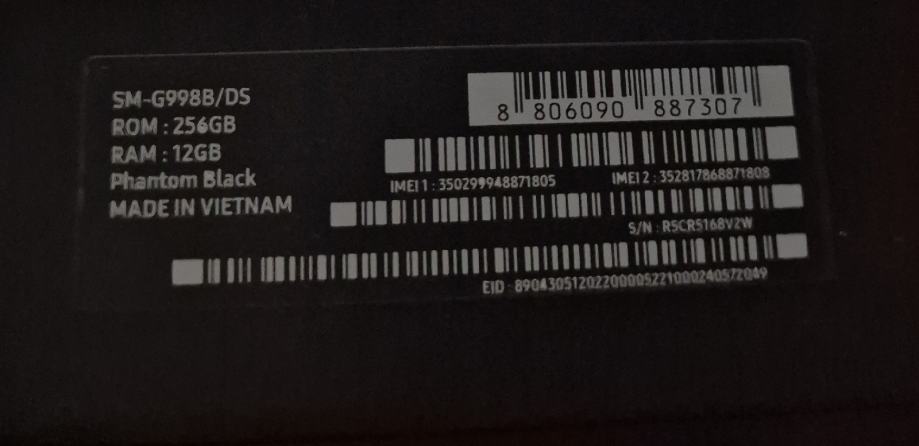 SM-G998B/DS
ROM : 256GB
RAM : 12GB
Phantom Black
MADE IN VIETNAM
8 806090 887307
IMEI 1 : 350299948871805 IMEI 2 : 352817868871808
S/N : R5CR5168V2W
EID : 89043051202200005221000240572049